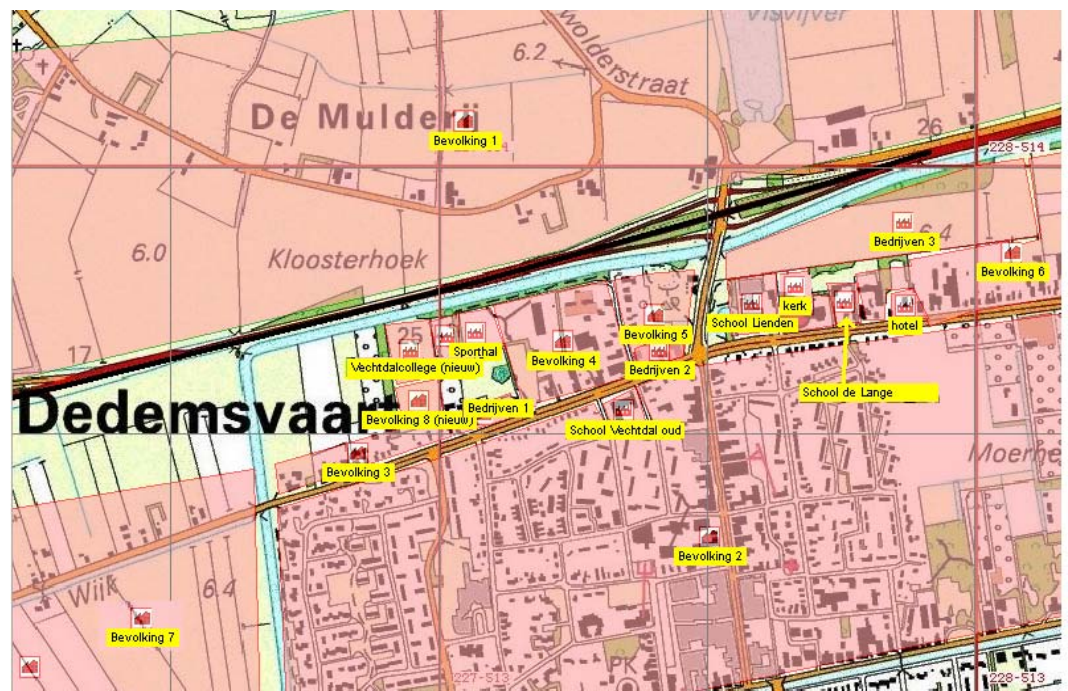 Visvijver
wolderstraat
6.2
De Mulderij
Bevolking 1
26
228-514
6.0
Kloosterhoek
6.4
Bedrijven 3
Bevolking 6
kerk
School Lienden
hotel
Bevolking 5
17
25
Sporthal
Vechtdalcollege (nieuw)
Bevolking 4
Bedrijven 2
School de Lange
Dedemsvaart
Bevolking 8 (nieuw)
Bedrijven 1
School Vechtdal oud
Bevolking 3
Moerhe
Bevolking 2
Wijk
6.4
Bevolking 7
PK
227-513
228-513